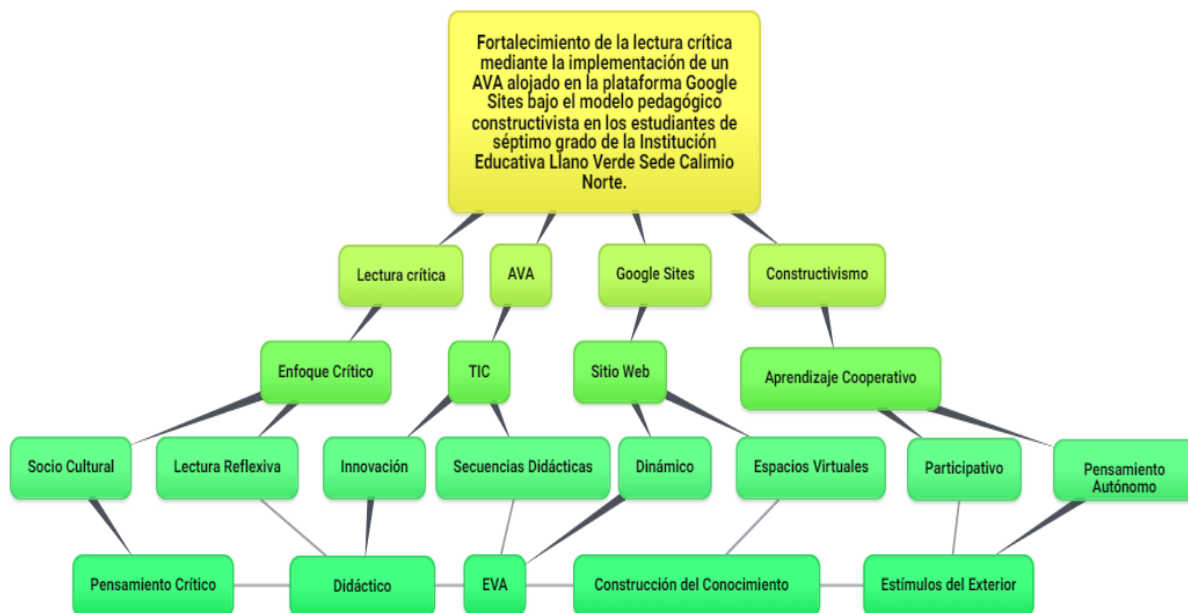 Fortalecimiento de la lectura crítica
mediante la implementación de un
AVA alojado en la plataforma Google
Sites bajo el modelo pedagógico
constructivista en los estudiantes de
séptimo grado de la Institución
Educativa Llano Verde Sede Calimio
Norte.
Lectura crítica
AVA
Google Sites
Constructivismo
Enfoque Crítico
TIC
Sitio Web
Aprendizaje Cooperativo
Socio Cultural
Lectura Reflexiva
Innovación
Secuencias Didácticas
Dinámico
Espacios Virtuales
Participativo
Pensamiento
Autónomo
Pensamiento Crítico
Didáctico
EVA
Construcción del Conocimiento
Estímulos del Exterior